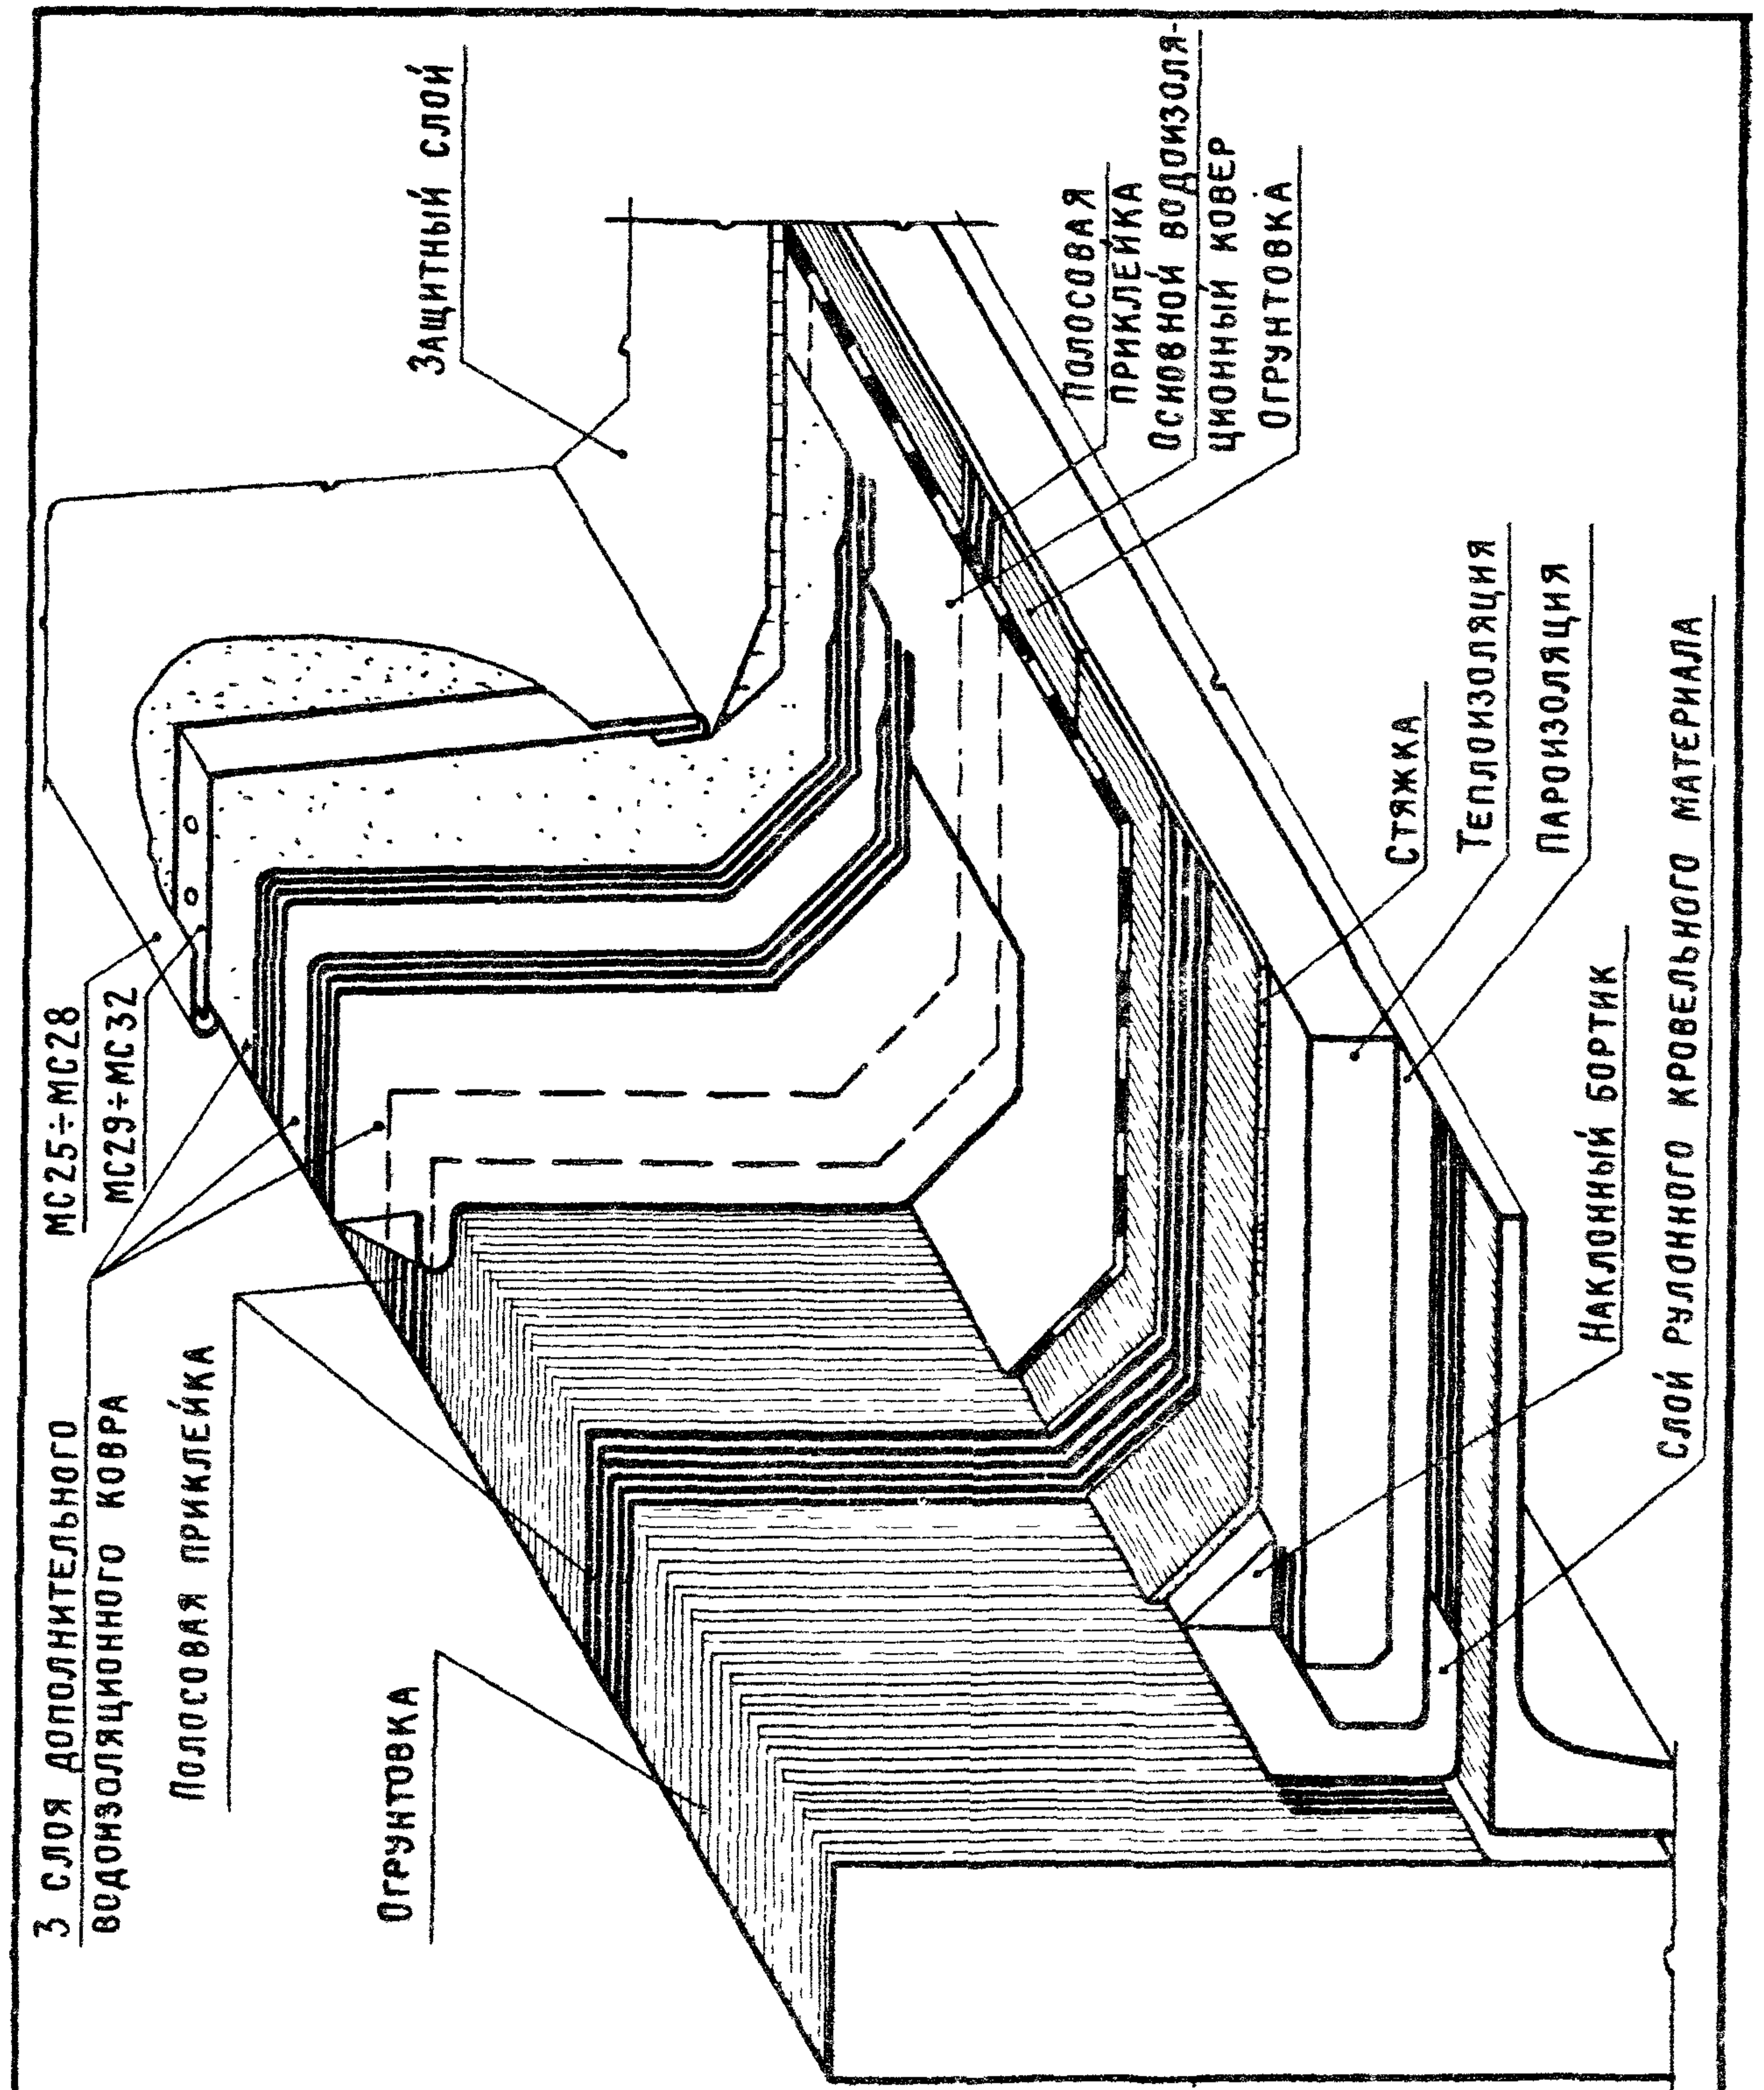 МС25÷МС28
МС29÷МС32
3 слоя дополнительного
водоизоляционного ковра
Полосовая приклейка
Огрунтовка
Защитный слой
Полосовая
приклейка
Основной водоизоля-
ционный ковер
Огрунтовка
Стяжка
Теплоизоляция
Пароизоляция
Наклонный бортик
Слой рулонного кровельного материала